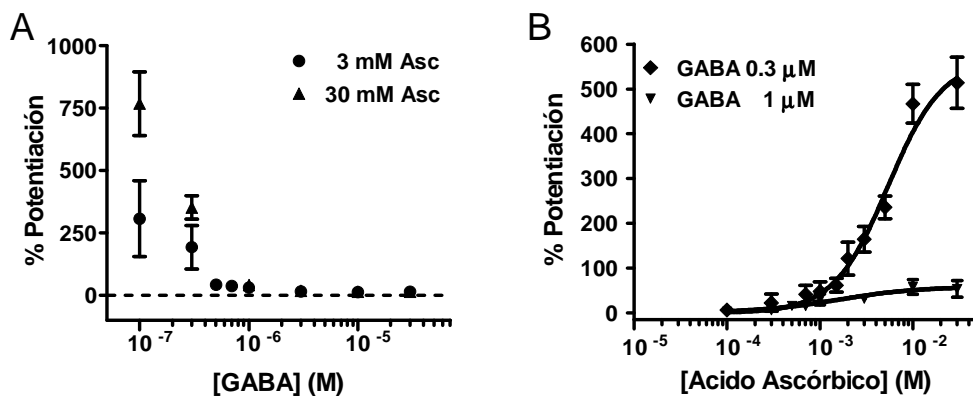 A
1000
750
500
250
0
% Potentiación
3 mM Asc
30 mM Asc
10 -7
10 -6
10 -5
[GABA] (M)
B
600
500
400
300
200
100
0
% Potentiación
GABA 0.3 µM
GABA 1 µM
10 -5
10 -4
10 -3
10 -2
[Acido Ascórbico] (M)